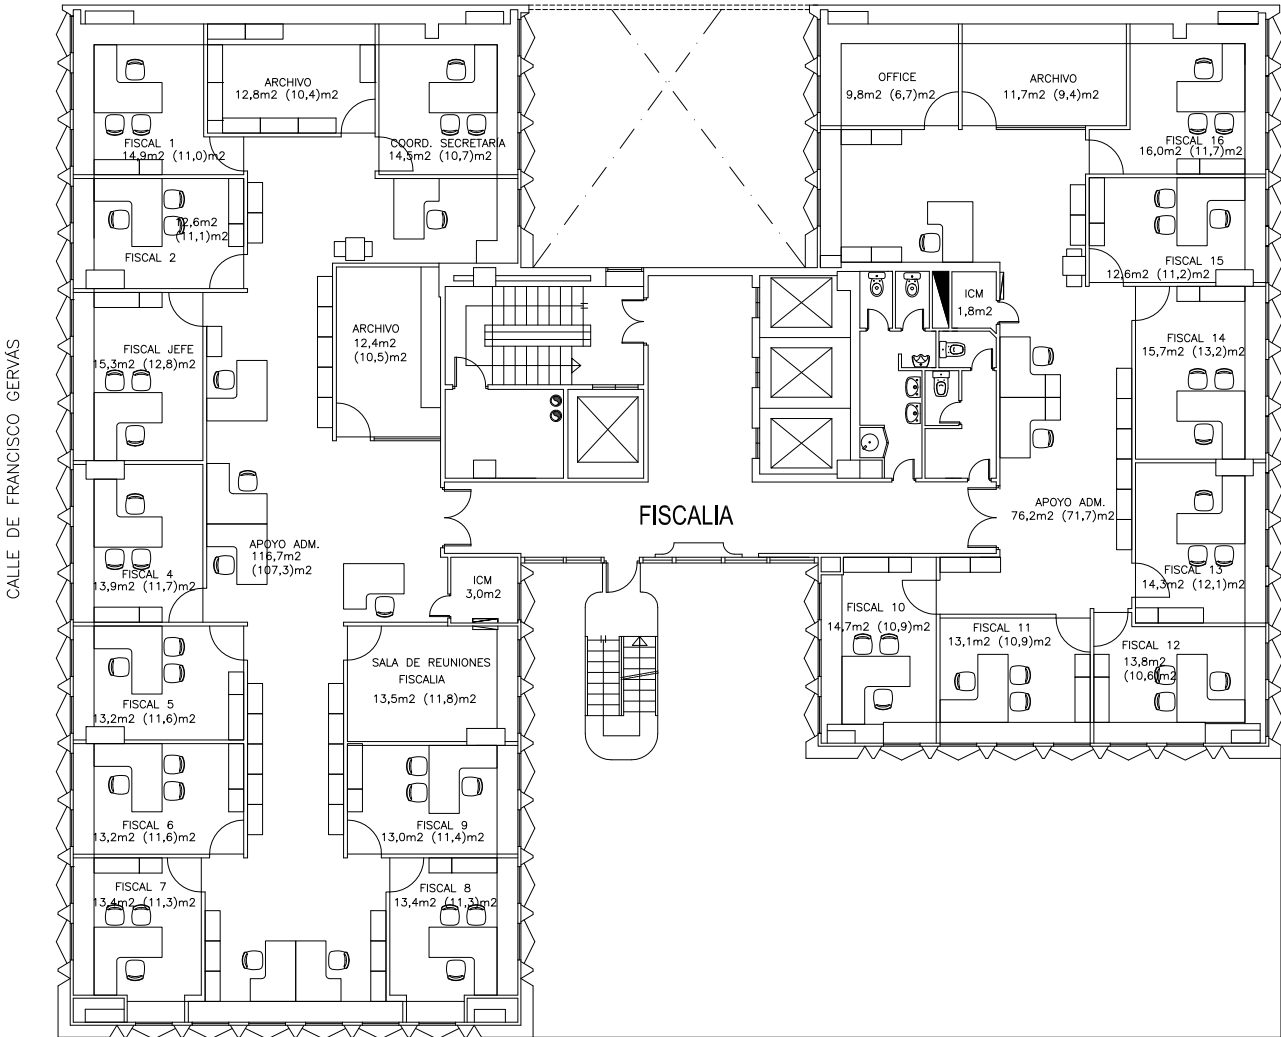 CALLE DE FRANCISCO GERVÁS
FISCAL 1
14,9m2 (11,0)m2
ARCHIVO
12,8m2 (10,4)m2
COORD. SECRETARÍA
14,5m2 (10,7)m2
12,6m2
(11,1)m2
FISCAL 2
FISCAL JEFE
15,3m2 (12,8)m2
ARCHIVO
12,4m2
(10,5)m2
FISCAL 4
13,9m2 (11,7)m2
APOYO ADM.
116,7m2
(107,3)m2
ICM
3,0m2
FISCAL 5
13,2m2 (11,6)m2
SALA DE REUNIONES
FISCALIA
13,5m2 (11,8)m2
FISCAL 6
13,2m2 (11,6)m2
FISCAL 9
13,0m2 (11,4)m2
FISCAL 7
13,4m2 (11,3)m2
FISCAL 8
13,4m2 (11,3)m2
FISCALIA
OFFICE
9,8m2 (6,7)m2
ARCHIVO
11,7m2 (9,4)m2
FISCAL 16
16,0m2 (11,7)m2
FISCAL 15
12,6m2 (11,2)m2
ICM
1,8m2
FISCAL 14
15,7m2 (13,2)m2
APOYO ADM.
76,2m2 (71,7)m2
FISCAL 13
14,3m2 (12,1)m2
FISCAL 10
14,7m2 (10,9)m2
FISCAL 11
13,1m2 (10,9)m2
FISCAL 12
13,8m2
(10,6)m2